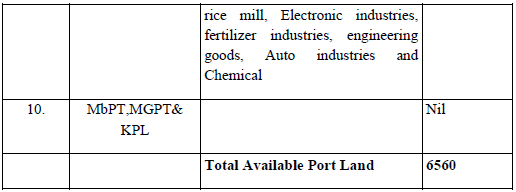 rice mill, Electronic industries,
fertilizer industries, engineering
goods, Auto industries and
Chemical
10. MbPT,MGPT& Nil
KPL
Total Available Port Land 6560